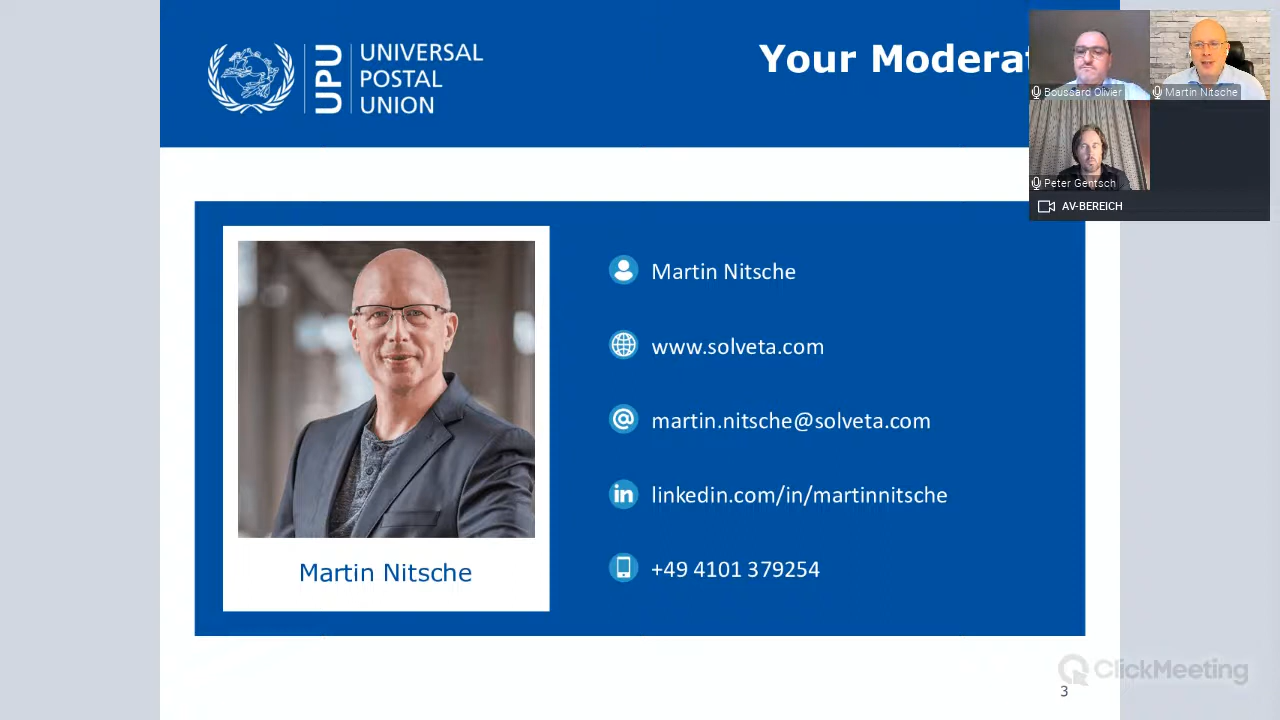 UPU
UNIVERSAL
POSTAL
UNION
Your Moderat
Boussard Olivier
Martin Nitsche
Peter Gentsch
AV-BEREICH
Martin Nitsche
www.solveta.com
martin.nitsche@solveta.com
in
linkedin.com/in/martinnitsche
+49 4101 379254
Martin Nitsche
ClickMeeting
3